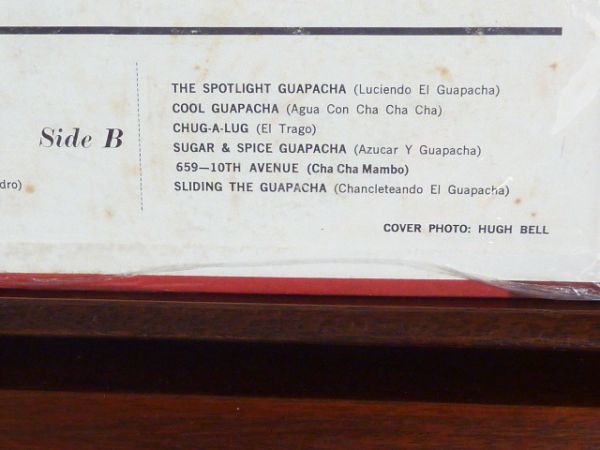 THE SPOTLIGHT GUAPACHA (Luciendo El Guapacha)
COOL GUAPACHA (Agua Con Cha Cha Cha)
CHUG-A-LUG (El Trago)
Side B
SUGAR & SPICE GUAPACHA (Azucar Y Guapacha)
659—10TH AVENUE (Cha Cha Mambo)
dro)
SLIDING THE GUAPACHA (Chancleteando El Guapacha)
COVER PHOTO: HUGH BELL